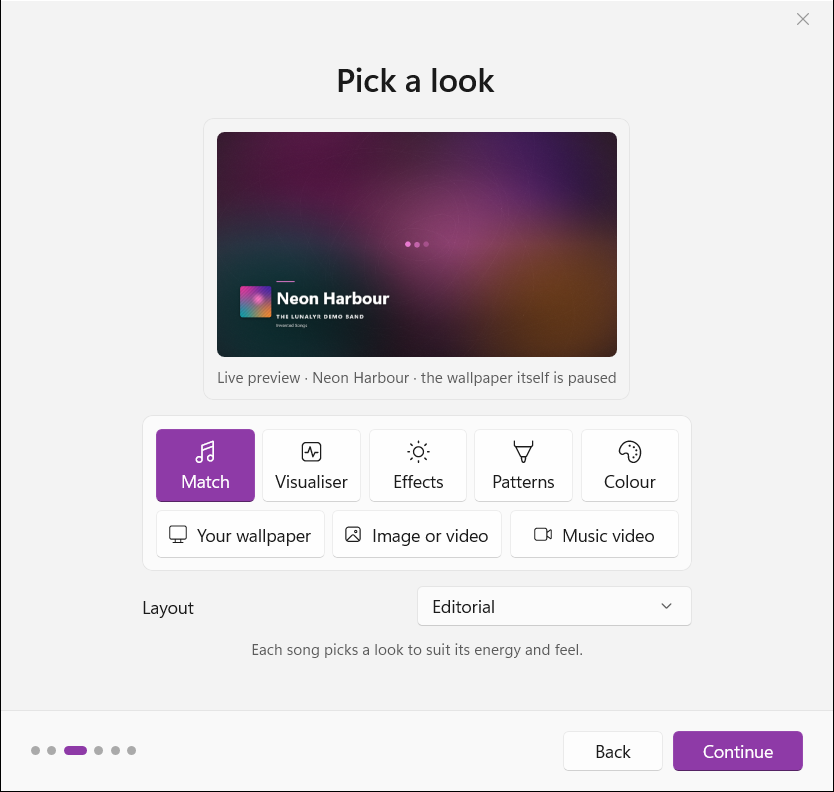 Pick a look
Neon Harbour
THE LUNALYR DEMO BAND
Essential Songs
Live preview · Neon Harbour · the wallpaper itself is paused
Match
Visualiser
Effects
Patterns
Colour
Your wallpaper
Image or video
Music video
Layout
Editorial
Each song picks a look to suit its energy and feel.
Back
Continue